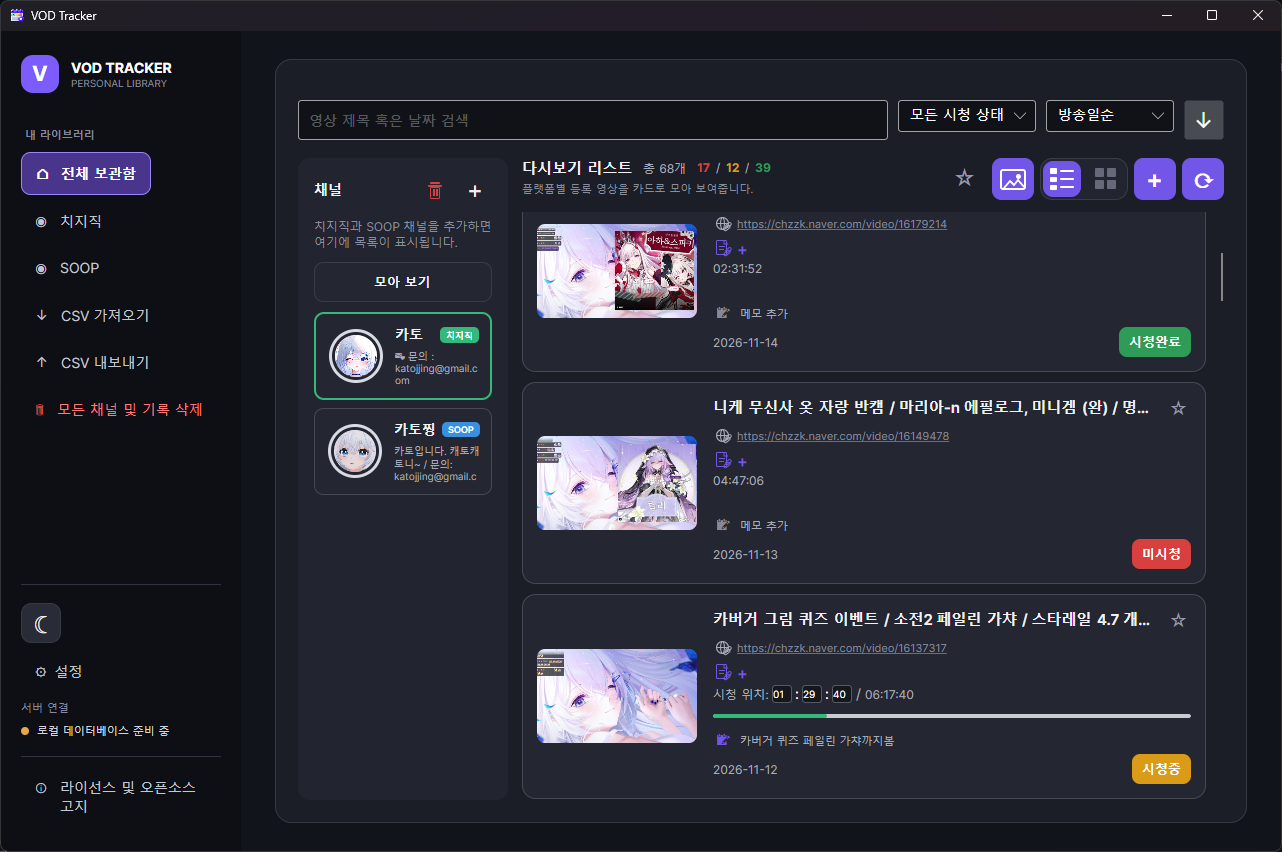 VOD Tracker
V
VOD TRACKER
PERSONAL LIBRARY
내 라이브러리
전체 보관함
치지직
SOOP
CSV 가져오기
CSV 내보내기
모든 채널 및 기록 삭제
설정
서버 연결
로컬 데이터베이스 준비 중
라이선스 및 오픈소스
고지
영상 제목 혹은 날짜 검색
모든 시청 상태
방송일순
채널
치지직과 SOOP 채널을 추가하면
여기에 목록이 표시됩니다.
모아 보기
카토 치지직
문의 :
katojjing@gmail.c
om
카토찡 SOOP
카토입니다. 캐토캐
토니~ / 문의:
katojjing@gmail.c
다시보기 리스트 총 68개 17 / 12 / 39
플랫폼별 등록 영상을 카드로 모아 보여줍니다.
아하&스파
https://chzzk.naver.com/video/16179214
+
02:31:52
메모 추가
2026-11-14
시청완료
니케 무신사 옷 자랑 반캠 / 마리아-n 에필로그, 미니겜 (완) / 명...
https://chzzk.naver.com/video/16149478
+
04:47:06
메모 추가
2026-11-13
미시청
카버거 그림 퀴즈 이벤트 / 소전2 페일린 가챠 / 스타레일 4.7 개...
https://chzzk.naver.com/video/16137317
+
시청 위치: 01 : 29 : 40 / 06:17:40
카버거 퀴즈 페일린 가챠까지봄
2026-11-12
시청중